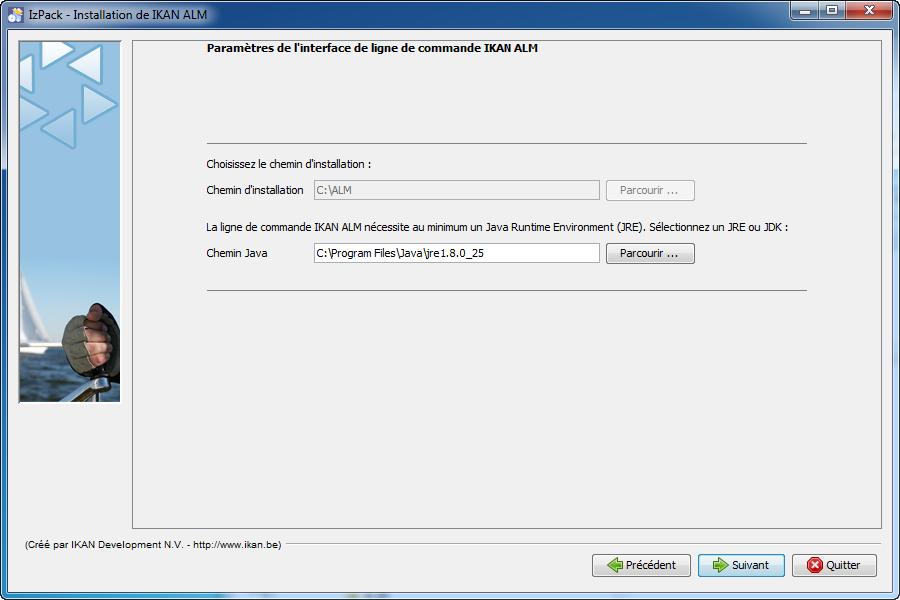 IzPack - Installation de IKAN ALM
Paramètres de l'interface de ligne de commande IKAN ALM
Choisissez le chemin d'installation :
Chemin d'installation C:\ALM Parcourir ...
La ligne de commande IKAN ALM nécessite au minimum un Java Runtime Environment (JRE). Sélectionnez un JRE ou JDK :
Chemin Java C:\Program Files\Java\jre1.8.0_25 Parcourir ...
(Créé par IKAN Development N.V. - http://www.ikan.be)
Précédent Suivant Quitter